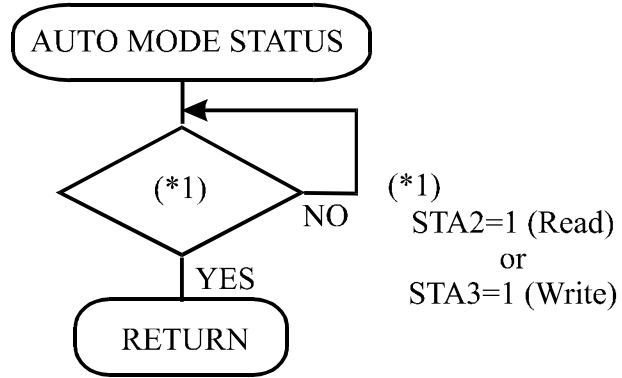 AUTO MODE STATUS
(*1)
NO
YES
RETURN
(*1)
STA2=1 (Read)
or
STA3=1 (Write)